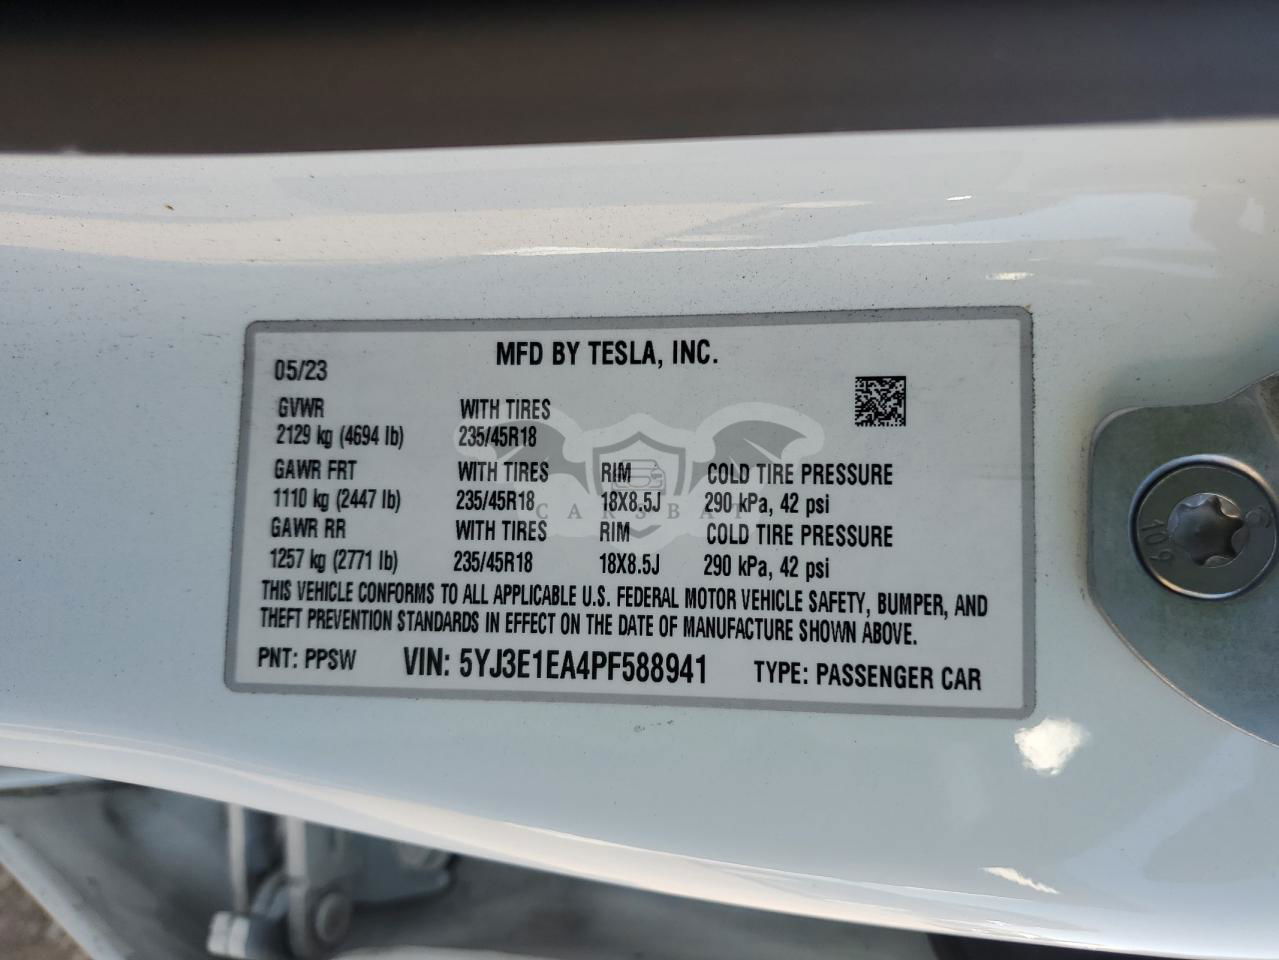 MFD BY TESLA, INC.
05/23
GVWR WITH TIRES
2129 kg (4694 lb) 235/45R18
GAWR FRT WITH TIRES RIM COLD TIRE PRESSURE
1110 kg (2447 lb) 235/45R18 18X8.5J 290 kPa, 42 psi
CARSBAT
GAWR RR WITH TIRES RIM COLD TIRE PRESSURE
1257 kg (2771 lb) 235/45R18 18X8.5J 290 kPa, 42 psi
THIS VEHICLE CONFORMS TO ALL APPLICABLE U.S. FEDERAL MOTOR VEHICLE SAFETY, BUMPER, AND
THEFT PREVENTION STANDARDS IN EFFECT ON THE DATE OF MANUFACTURE SHOWN ABOVE.
PNT: PPSW VIN: 5YJ3E1EA4PF588941 TYPE: PASSENGER CAR
10.9